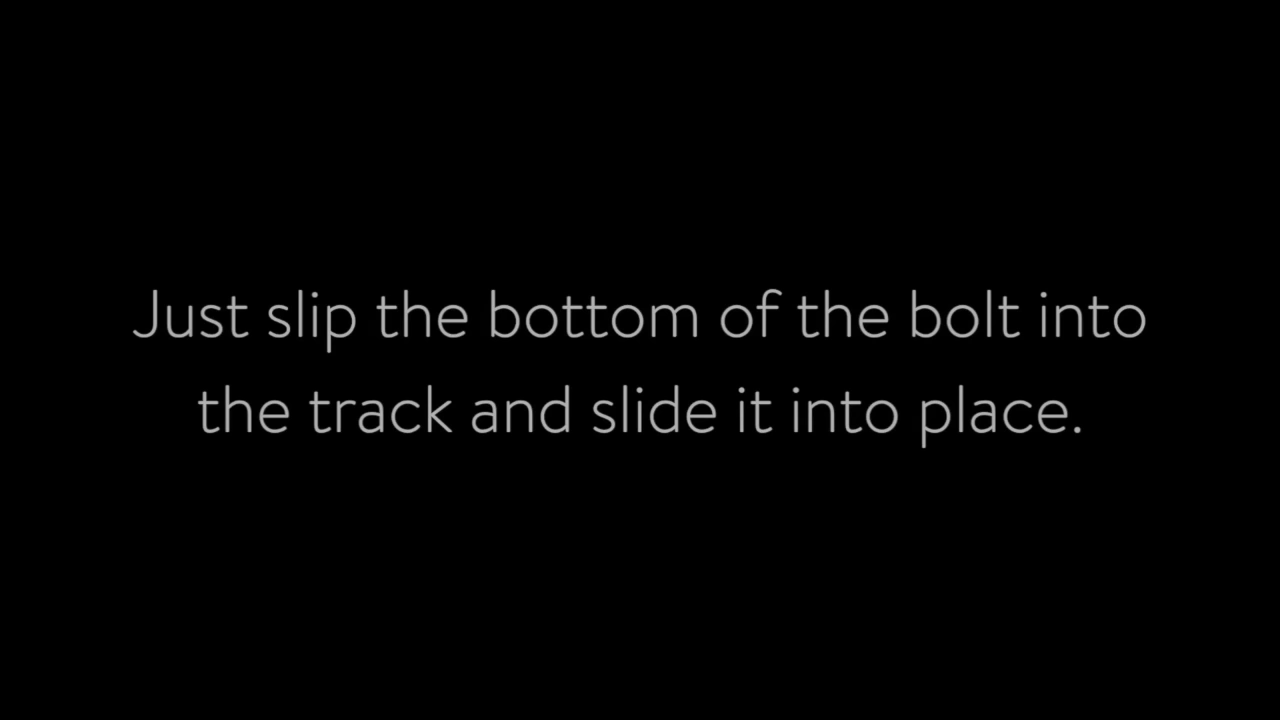 Just slip the bottom of the bolt into
the track and slide it into place.